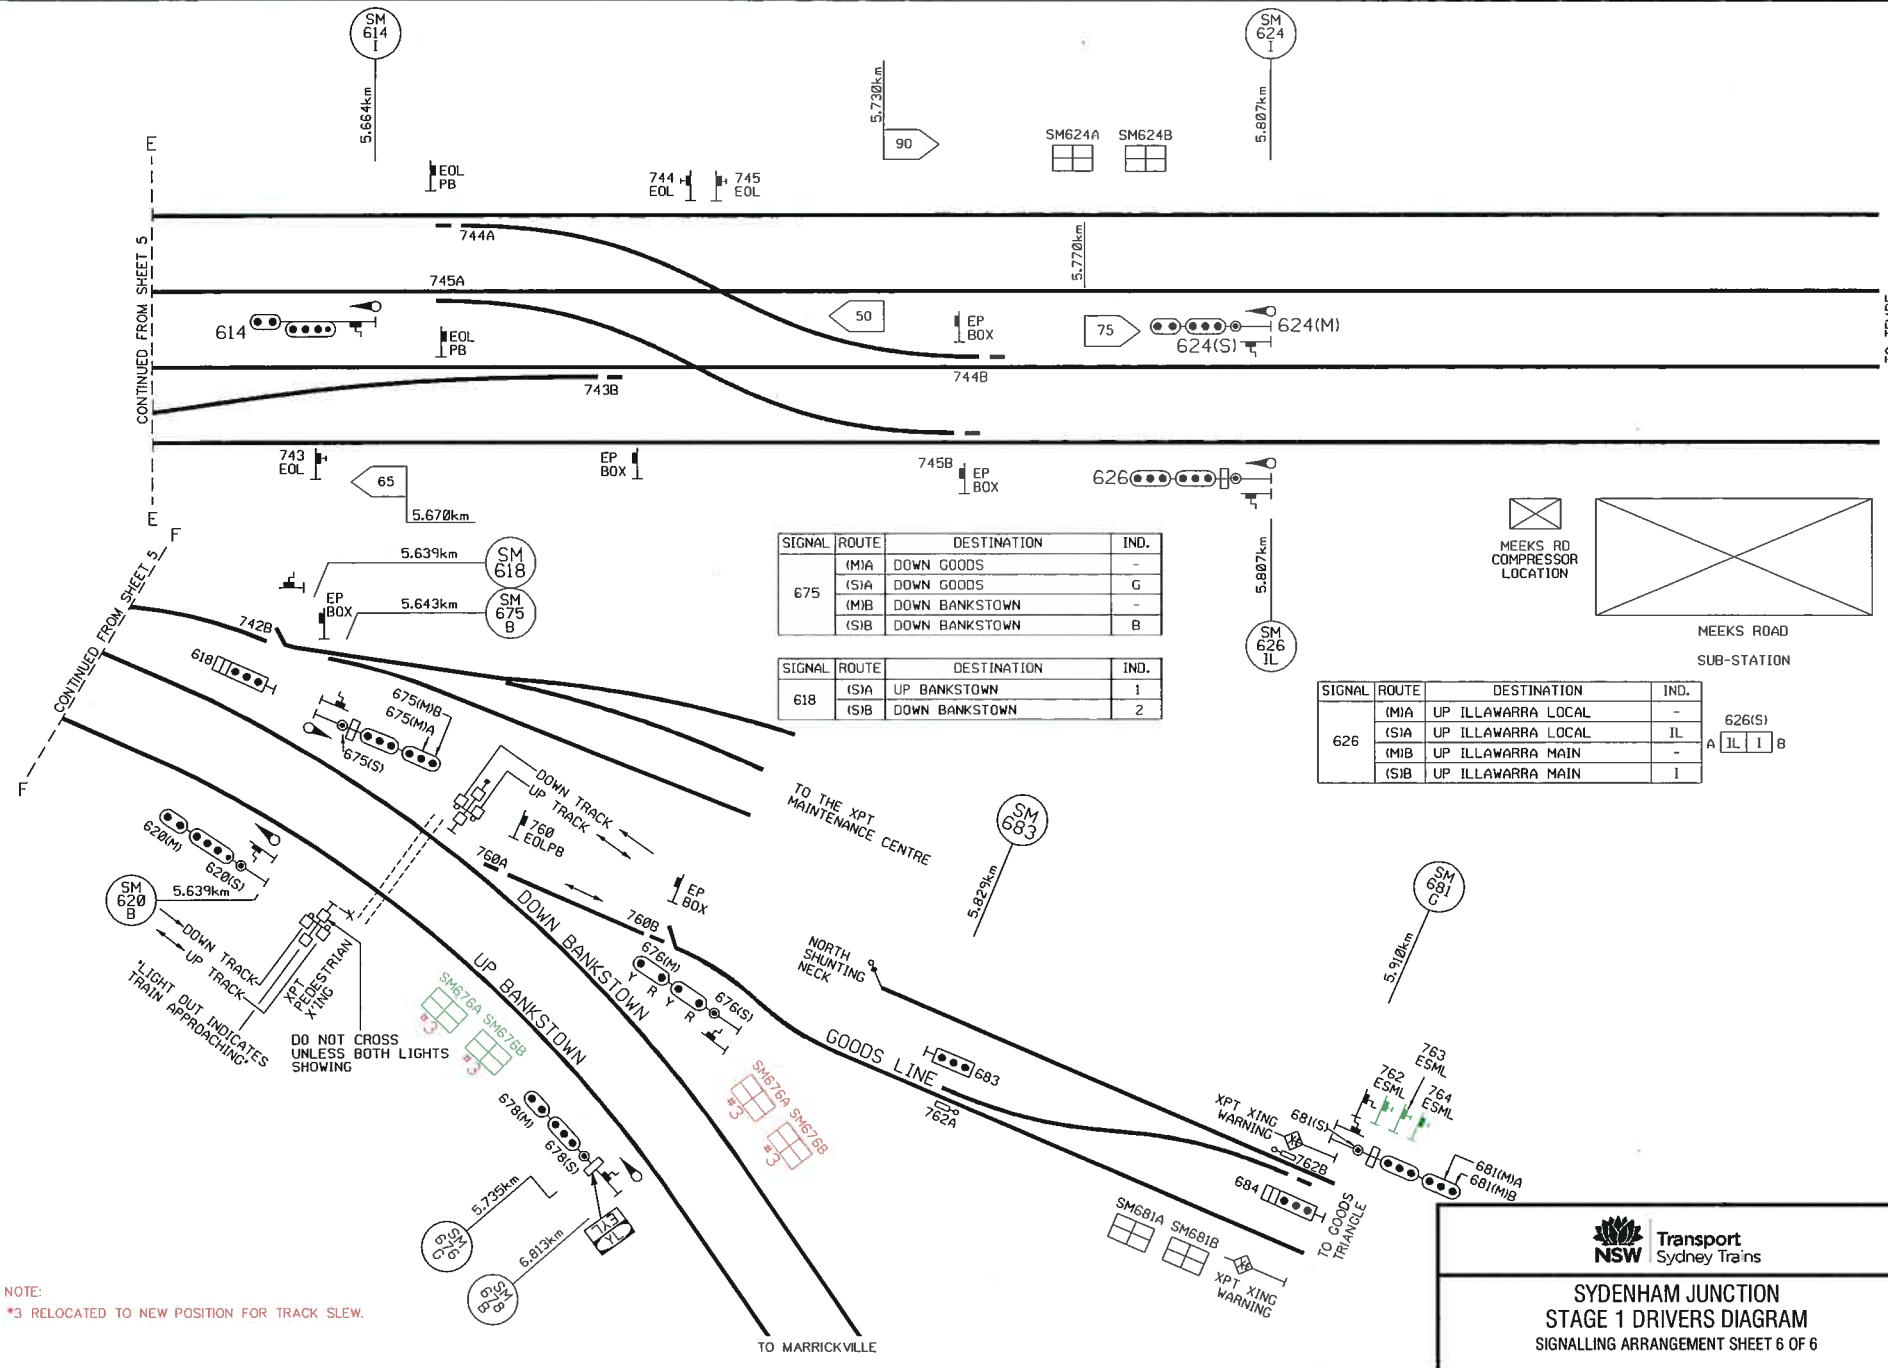 SM
614
I
5.664km
SM
624
I
5.807km
5.730km
90
SM624A SM624B
E
EOL
PB
744
EOL
745
EOL
CONTINUED FROM SHEET 5
744A
745A
5.770km
614
EOL
PB
50
EP
BOX
75
624(M)
624(S)
743B
744B
743
EOL
EP
BOX
745B
EP
BOX
626
65
5.670km
E
F
CONTINUED FROM SHEET 5
F
5.639km
SM
618
EP
BOX
5.643km
SM
675
B
742B
618
675(M)B
675(M)A
675(S)
SIGNAL ROUTE DESTINATION IND.
675
(M)A DOWN GOODS -
(S)A DOWN GOODS G
(M)B DOWN BANKSTOWN -
(S)B DOWN BANKSTOWN B
SIGNAL ROUTE DESTINATION IND.
618
(S)A UP BANKSTOWN 1
(S)B DOWN BANKSTOWN 2
5.807km
SM
626
IL
MEEKS RD
COMPRESSOR
LOCATION
MEEKS ROAD
SUB-STATION
SIGNAL ROUTE DESTINATION IND.
626
(M)A UP ILLAWARRA LOCAL -
(S)A UP ILLAWARRA LOCAL IL
(M)B UP ILLAWARRA MAIN -
(S)B UP ILLAWARRA MAIN I
626(S)
A IL I B
DOWN TRACK
UP TRACK
760
EOLPB
760A
TO THE XPT
MAINTENANCE CENTRE
620(M)
620(S)
SM
620
B
5.639km
DOWN TRACK
UP TRACK
"LIGHT OUT INDICATES
TRAIN APPROACHING"
XPT
PEDESTRIAN
X'ING
DO NOT CROSS
UNLESS BOTH LIGHTS
SHOWING
EP
BOX
760B
DOWN BANKSTOWN
UP BANKSTOWN
676(M)
Y R Y R
676(S)
SM676A SM676B
#3
#3
SM676A SM676B
#3
#3
678(M)
678(S)
5.735km
SM
676
G
6.813km
SM
678
B
EYL
YL
NORTH
SHUNTING
NECK
SM
683
5.829km
GOODS LINE
683
762A
SM
681
G
5.910km
763
ESML
762
ESML
764
ESML
XPT XING
WARNING
681(S)
762B
681(M)A
681(M)B
684
SM681A SM681B
XPT XING
WARNING
TO GOODS
TRIANGLE
TO MARRICKVILLE
NOTE:
*3 RELOCATED TO NEW POSITION FOR TRACK SLEW.
NSW
Transport
Sydney Trains
SYDENHAM JUNCTION
STAGE 1 DRIVERS DIAGRAM
SIGNALLING ARRANGEMENT SHEET 6 OF 6